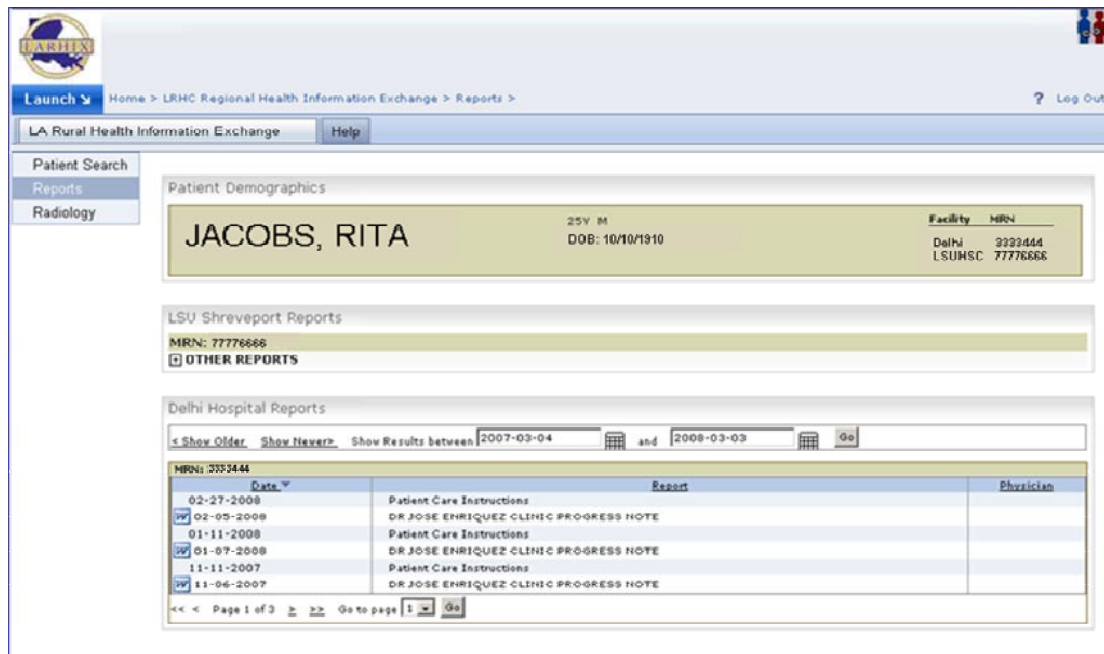 LARHIX
Launch Home > LRHC Regional Health Information Exchange > Reports > ? Log Out
LA Rural Health Information Exchange Help
Patient Search
Reports
Radiology
Patient Demographics
JACOBS, RITA
25Y M
DOB: 10/10/1910
Facility MRN
Delhi 3333444
LSUHSC 77776666
LSU Shreveport Reports
MRN: 77776666
+ OTHER REPORTS
Delhi Hospital Reports
< Show Older Show Newer> Show Results between 2007-03-04 and 2008-03-03 Go
MRN: 3333444
Date Report Physician
02-27-2008 Patient Care Instructions
02-05-2008 DR JOSE ENRIQUEZ CLINIC PROGRESS NOTE
01-11-2008 Patient Care Instructions
01-07-2008 DR JOSE ENRIQUEZ CLINIC PROGRESS NOTE
11-11-2007 Patient Care Instructions
11-06-2007 DR JOSE ENRIQUEZ CLINIC PROGRESS NOTE
<< < Page 1 of 3 > >> Go to page 1 Go